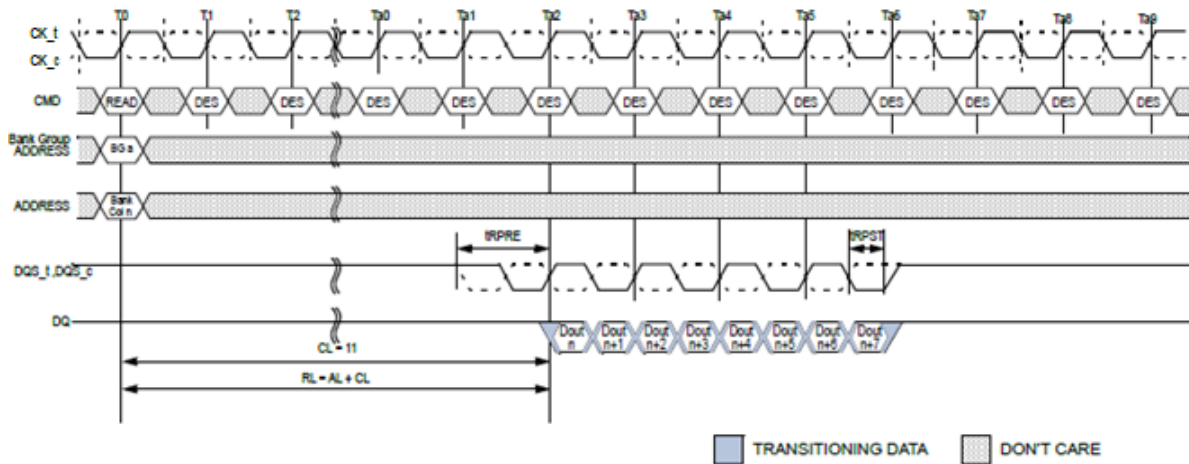 T0 T1 T2 Ta0 Ta1 Ta2 Ta3 Ta4 Ta5 Ta6 Ta7 Ta8 Ta9
CK_t
CK_c
CMD READ DES DES DES DES DES DES DES DES DES DES DES DES
Bank Group
ADDRESS
BG a
ADDRESS
Bank
Col n
tRPRE
tRPST
DQS_t,DQS_c
DQ
Dout Dout Dout Dout Dout Dout Dout Dout
n n+1 n+2 n+3 n+4 n+5 n+6 n+7
CL = 11
RL = AL + CL
TRANSITIONING DATA
DON'T CARE